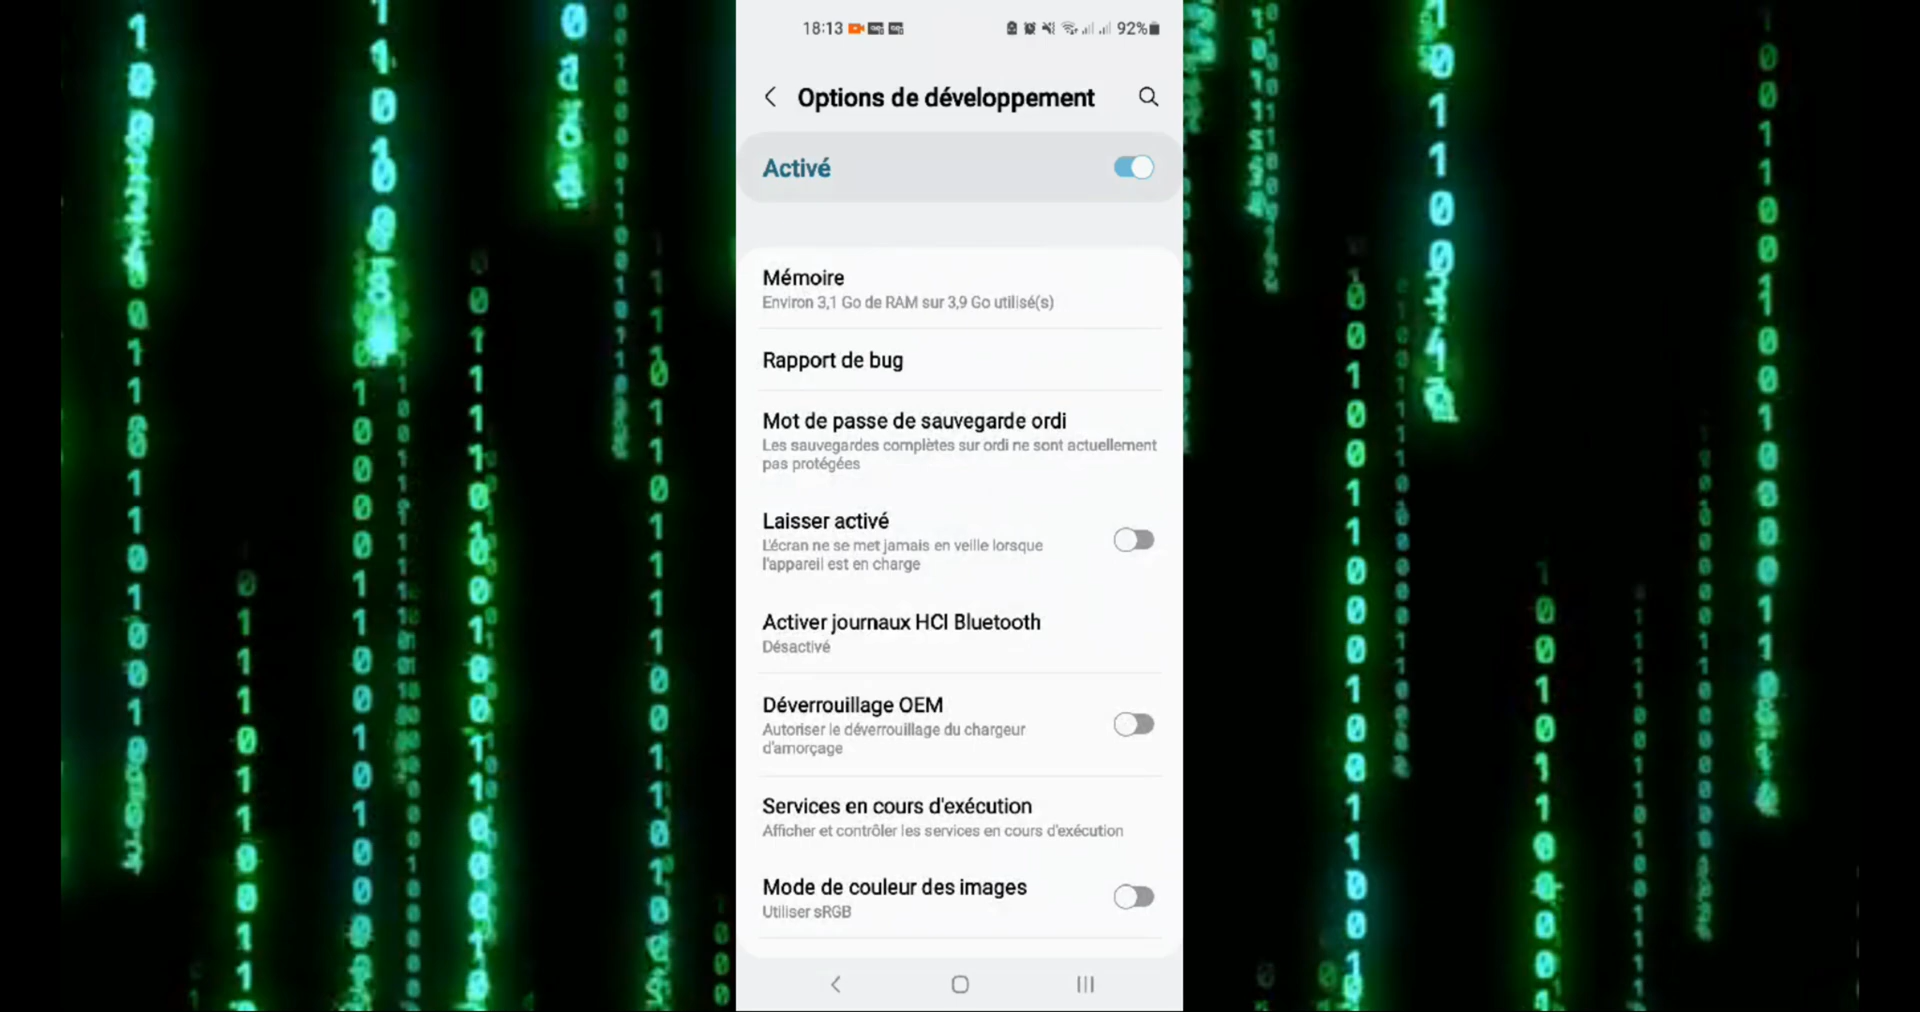 18:13
92%
Options de développement
Activé
Mémoire
Environ 3,1 Go de RAM sur 3,9 Go utilisé(s)
Rapport de bug
Mot de passe de sauvegarde ordi
Les sauvegardes complètes sur ordi ne sont actuellement
pas protégées
Laisser activé
L'écran ne se met jamais en veille lorsque
l'appareil est en charge
Activer journaux HCI Bluetooth
Désactivé
Déverrouillage OEM
Autoriser le déverrouillage du chargeur
d'amorçage
Services en cours d'exécution
Afficher et contrôler les services en cours d'exécution
Mode de couleur des images
Utiliser sRGB